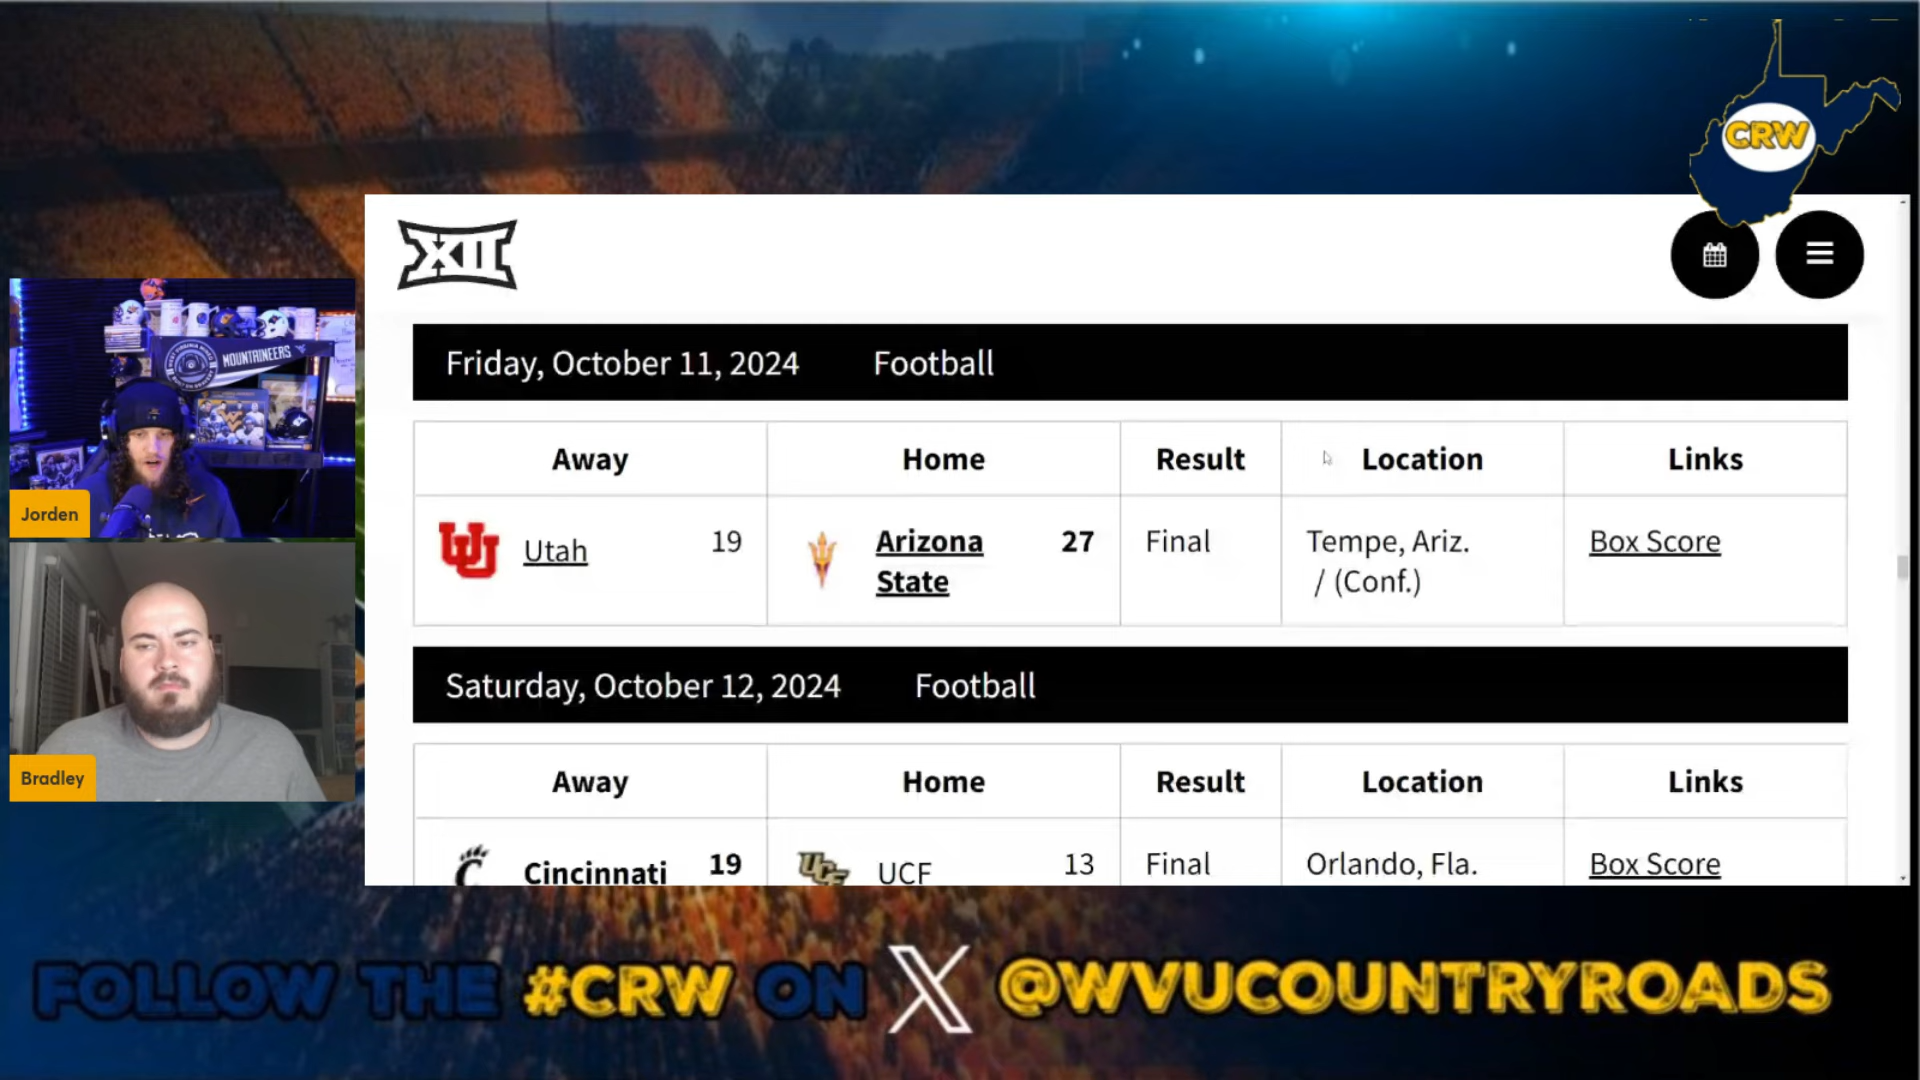 CRW
XII
Friday, October 11, 2024 Football
Away Home Result Location Links
Utah 19 Arizona State 27 Final Tempe, Ariz. / (Conf.) Box Score
Saturday, October 12, 2024 Football
Away Home Result Location Links
Cincinnati 19 UCF UCF 13 Final Orlando, Fla. Box Score
MOUNTAINEERS
Jorden
Bradley
FOLLOW THE #CRW ON X @WVUCOUNTRYROADS